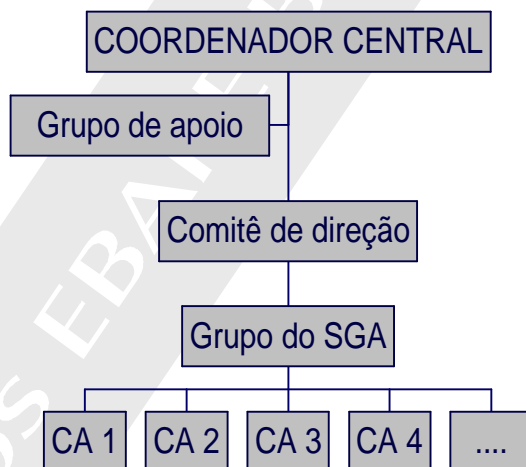 COORDENADOR CENTRAL
Grupo de apoio
Comitê de direção
Grupo do SGA
CA 1 CA 2 CA 3 CA 4 ....